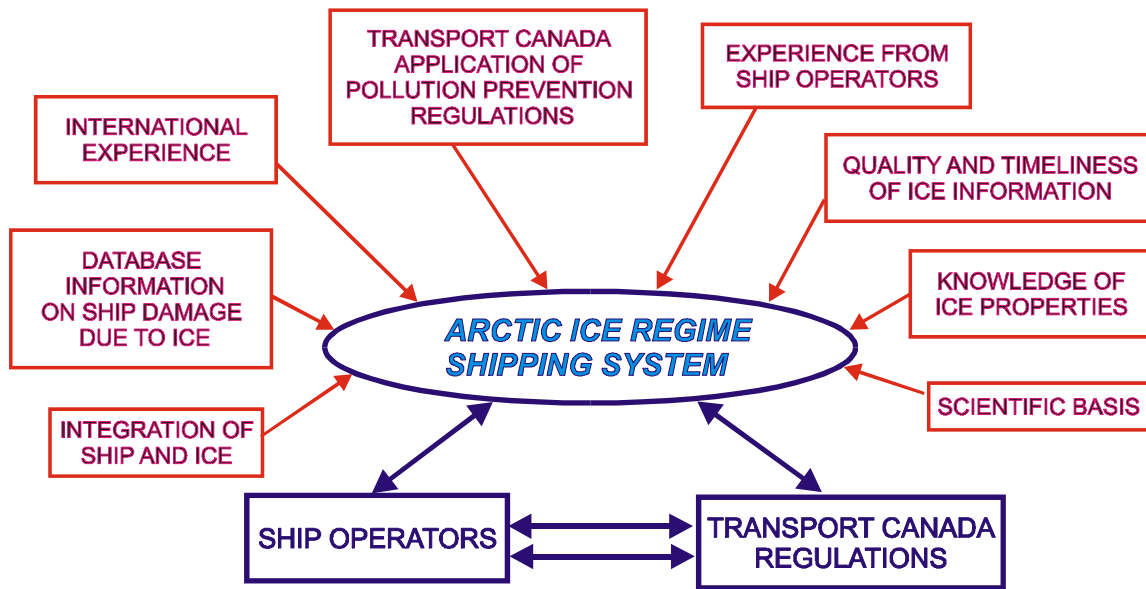 TRANSPORT CANADA
APPLICATION OF
POLLUTION PREVENTION
REGULATIONS
EXPERIENCE FROM
SHIP OPERATORS
INTERNATIONAL
EXPERIENCE
QUALITY AND TIMELINESS
OF ICE INFORMATION
DATABASE
INFORMATION
ON SHIP DAMAGE
DUE TO ICE
KNOWLEDGE OF
ICE PROPERTIES
ARCTIC ICE REGIME
SHIPPING SYSTEM
INTEGRATION OF
SHIP AND ICE
SCIENTIFIC BASIS
SHIP OPERATORS
TRANSPORT CANADA
REGULATIONS